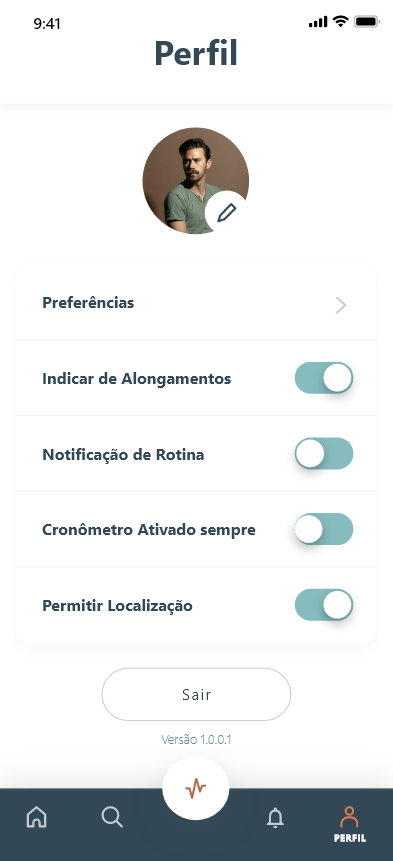 9:41
Perfil
Preferências
Indicar de Alongamentos
Notificação de Rotina
Cronômetro Ativado sempre
Permitir Localização
Sair
Versão 1.0.0.1
PERFIL